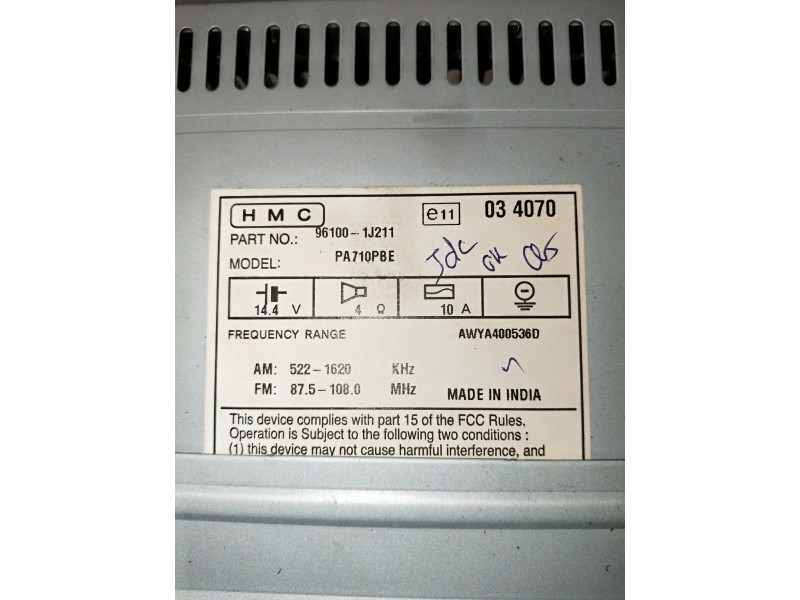 HMC e11 03 4070
PART NO.: 96100-1J211
MODEL: PA710PBE
14.4 V 4 Ω 10 A
FREQUENCY RANGE AWYA400536D
AM: 522-1620 KHz
FM: 87.5-108.0 MHz MADE IN INDIA
This device complies with part 15 of the FCC Rules.
Operation is Subject to the following two conditions :
(1) this device may not cause harmful interference, and